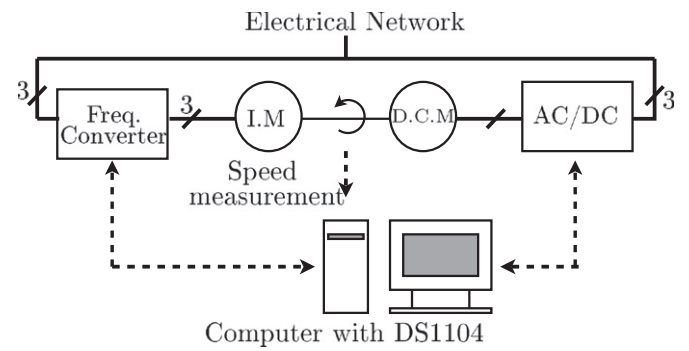 Electrical Network
3
Freq.
Converter
3
I.M
D.C.M
AC/DC
3
Speed
measurement
Computer with DS1104